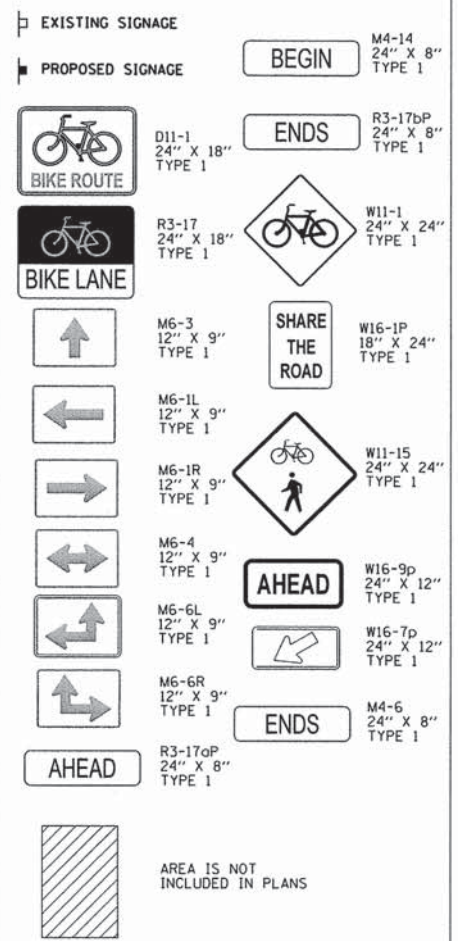 EXISTING SIGNAGE
PROPOSED SIGNAGE
BIKE ROUTE
D11-1
24" X 18"
TYPE 1
BIKE LANE
R3-17
24" X 18"
TYPE 1
M6-3
12" X 9"
TYPE 1
M6-1L
12" X 9"
TYPE 1
M6-1R
12" X 9"
TYPE 1
M6-4
12" X 9"
TYPE 1
M6-6L
12" X 9"
TYPE 1
M6-6R
12" X 9"
TYPE 1
AHEAD
R3-17aP
24" X 8"
TYPE 1
AREA IS NOT
INCLUDED IN PLANS
BEGIN
M4-14
24" X 8"
TYPE 1
ENDS
R3-17bP
24" X 8"
TYPE 1
W11-1
24" X 24"
TYPE 1
SHARE
THE
ROAD
W16-1P
18" X 24"
TYPE 1
W11-15
24" X 24"
TYPE 1
AHEAD
W16-9p
24" X 12"
TYPE 1
W16-7p
24" X 12"
TYPE 1
ENDS
M4-6
24" X 8"
TYPE 1